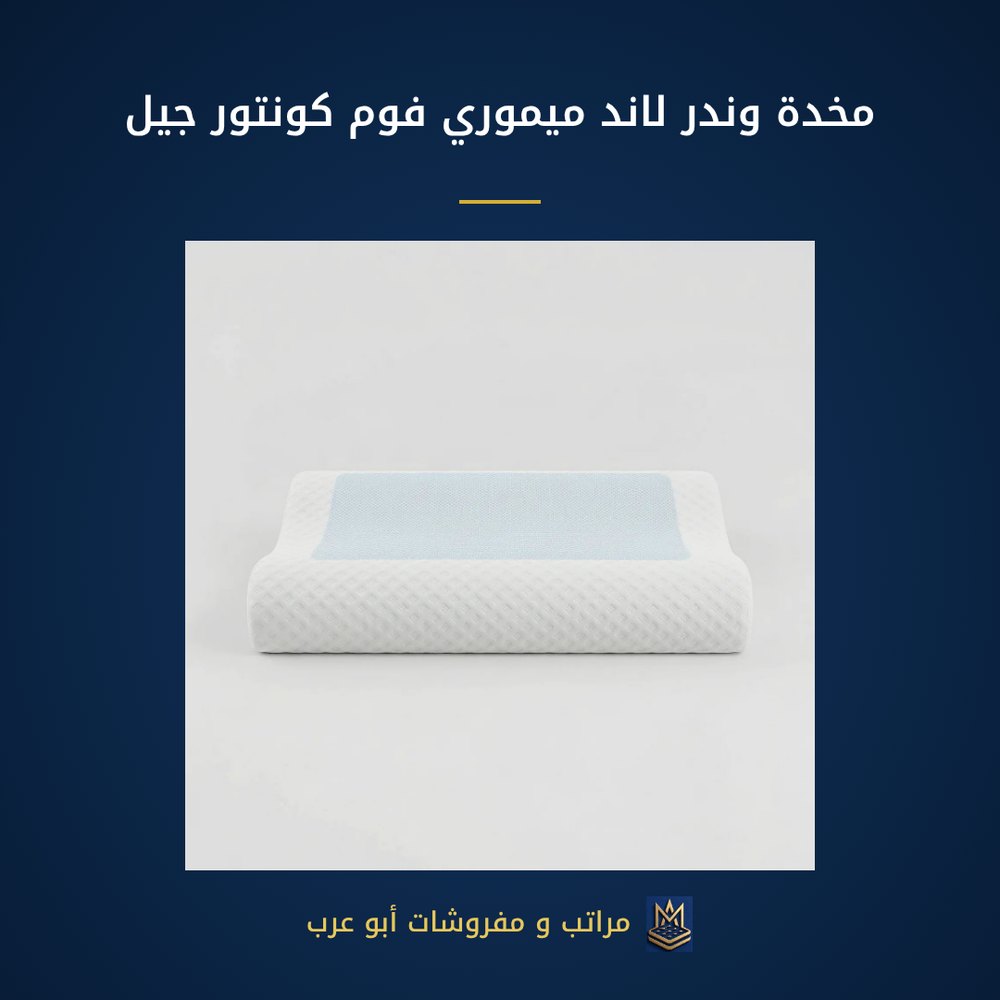 مخدة وندر لاند ميموري فوم كونتور جيل
مراتب و مفروشات أبو عرب